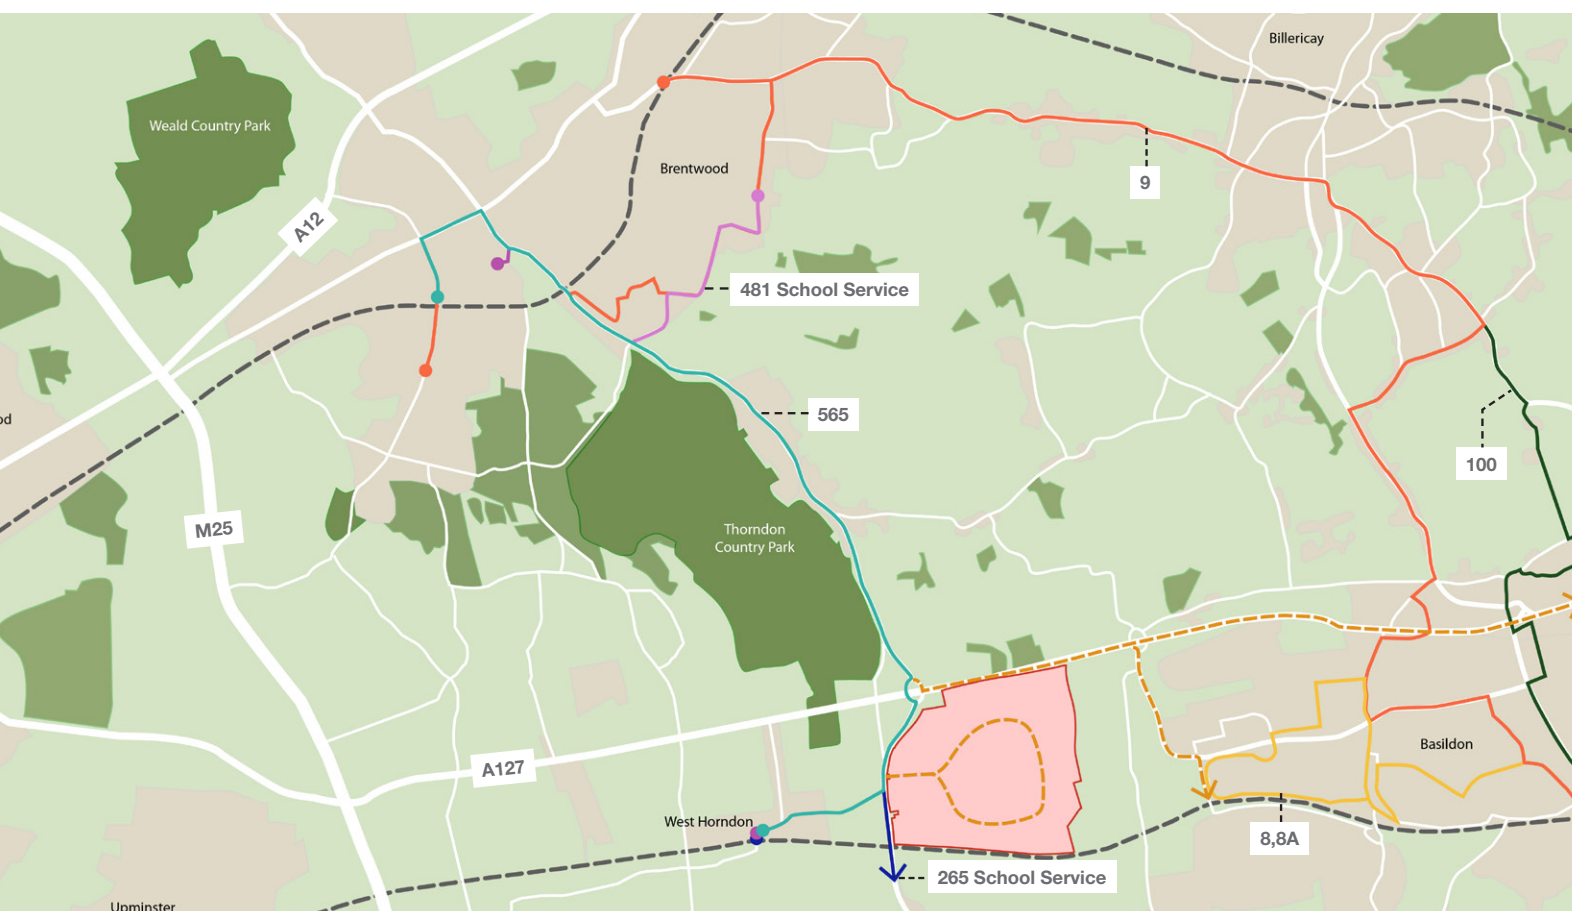 Billericay
Weald Country Park
Brentwood
9
A12
481 School Service
565
od
100
M25
Thorndon
Country Park
Basildon
A127
West Horndon
8,8A
265 School Service
Upminster